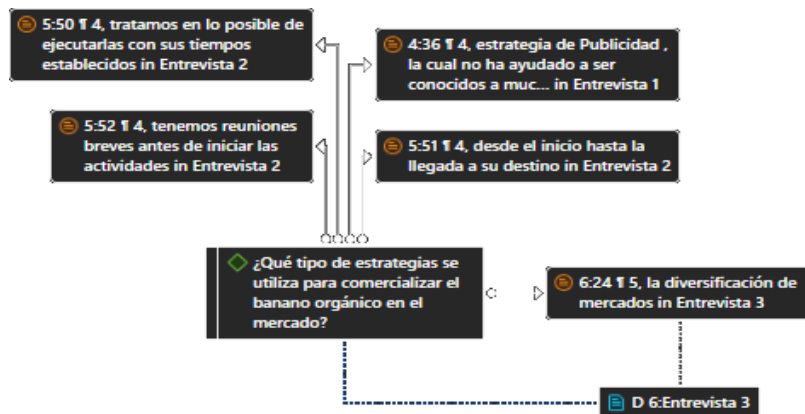 5:50 ¶ 4, tratamos en lo posible de
ejecutarlas con sus tiempos
establecidos in Entrevista 2
4:36 ¶ 4, estrategia de Publicidad ,
la cual no ha ayudado a ser
conocidos a muc... in Entrevista 1
5:52 ¶ 4, tenemos reuniones
breves antes de iniciar las
actividades in Entrevista 2
5:51 ¶ 4, desde el inicio hasta la
llegada a su destino in Entrevista 2
¿Qué tipo de estrategias se
utiliza para comercializar el
banano orgánico en el
mercado?
6:24 ¶ 5, la diversificación de
mercados in Entrevista 3
D 6:Entrevista 3